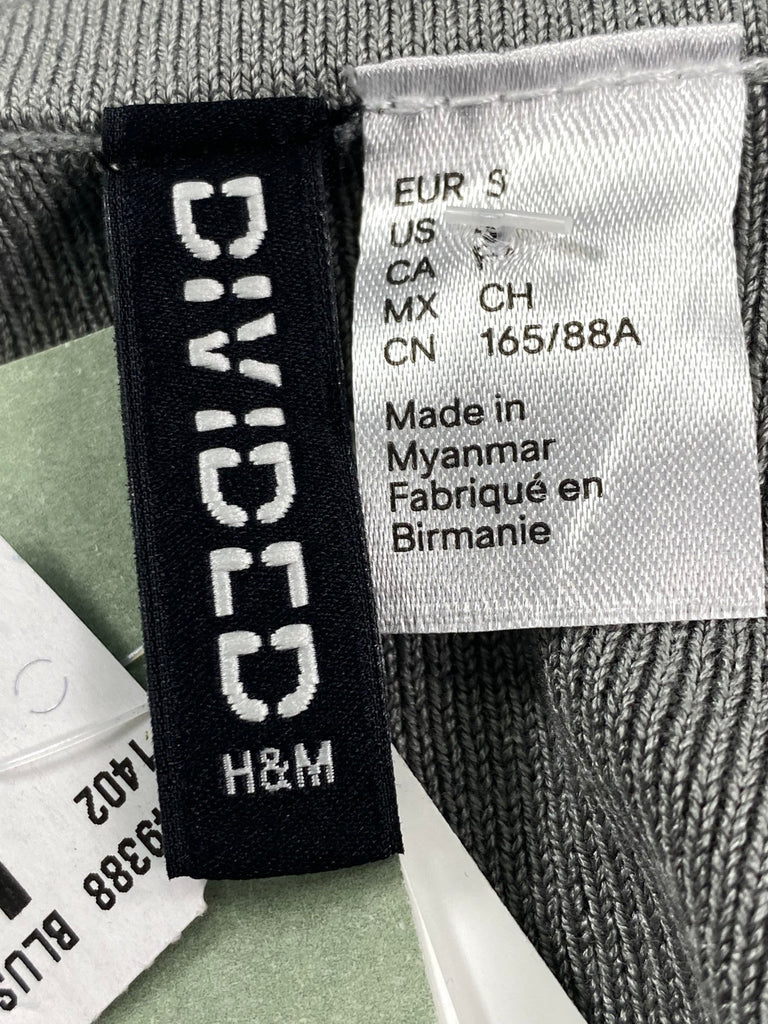 DIVIDED
H&M
EUR S
US
CA
MX CH
CN 165/88A
Made in
Myanmar
Fabriqué en
Birmanie
1402
9388 BLUS